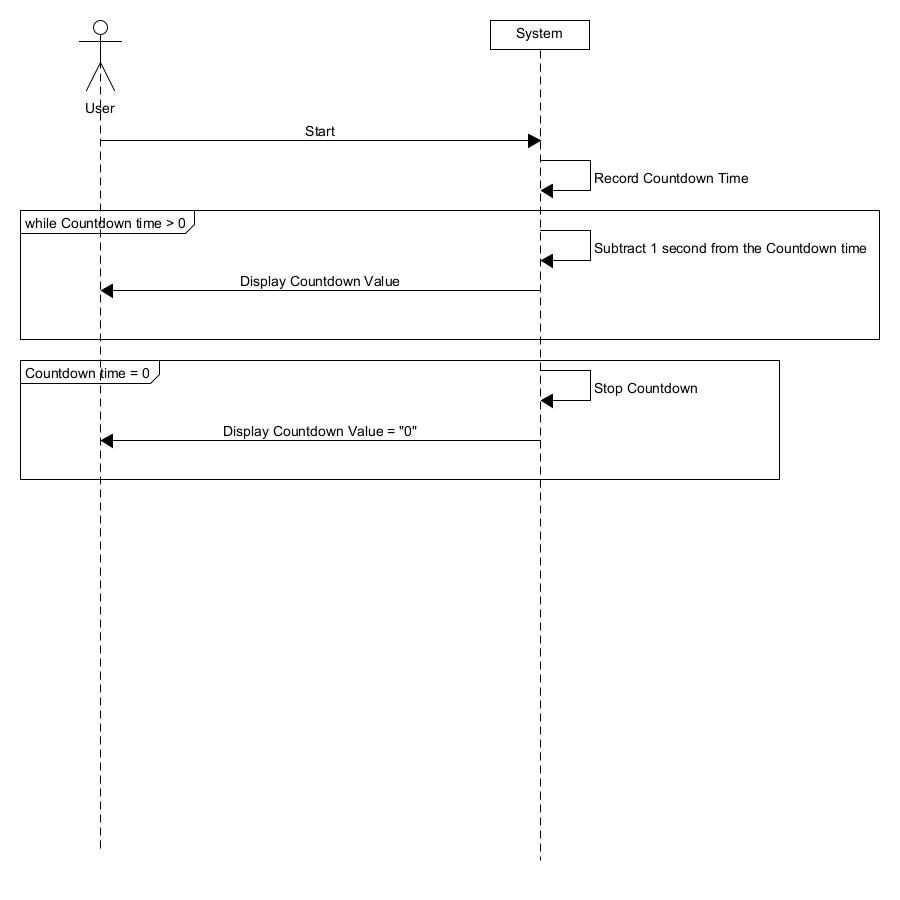 System
User
Start
Record Countdown Time
while Countdown time > 0
Subtract 1 second from the Countdown time
Display Countdown Value
Countdown time = 0
Stop Countdown
Display Countdown Value = "0"